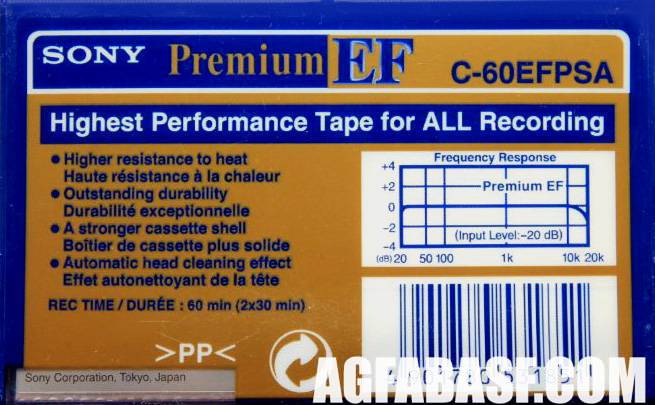 SONY Premium EF C-60EFPSA
Highest Performance Tape for ALL Recording
• Higher resistance to heat
Haute résistance à la chaleur
• Outstanding durability
Durabilité exceptionnelle
• A stronger cassette shell
Boîtier de cassette plus solide
• Automatic head cleaning effect
Effet autonettoyant de la tête
REC TIME / DURÉE : 60 min (2x30 min)
>PP<
Sony Corporation, Tokyo, Japan
Frequency Response
+4
+2
0
−2
−4
Premium EF
(Input Level:−20 dB)
(dB) 20 50 100 1k 10k 20k
AGFABASF.COM